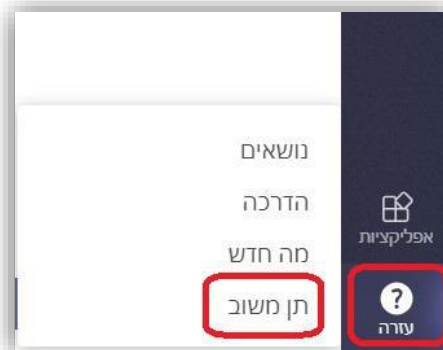 נושאים
הדרכה
מה חדש
תן משוב
אפליקציות
?
עזרה